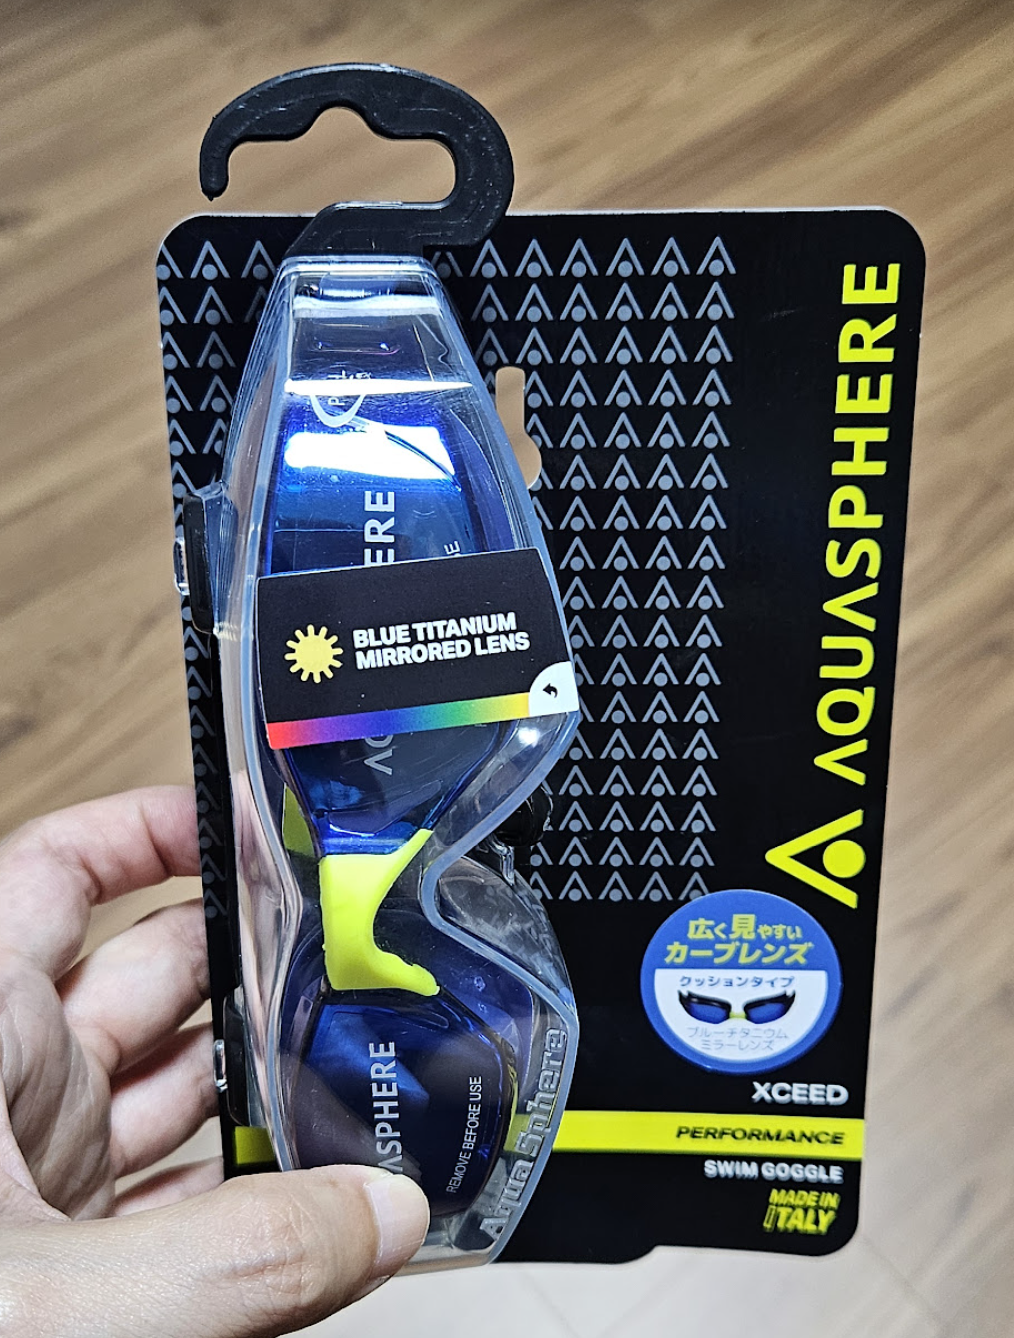 AQUASPHERE
ERE
BLUE TITANIUM
MIRRORED LENS
ASPHERE
REMOVE BEFORE USE
Aqua Sphere
広く見やすい
カーブレンズ
クッションタイプ
ブルーチタニウム
ミラーレンズ
XCEED
PERFORMANCE
SWIM GOGGLE
MADE IN
ITALY